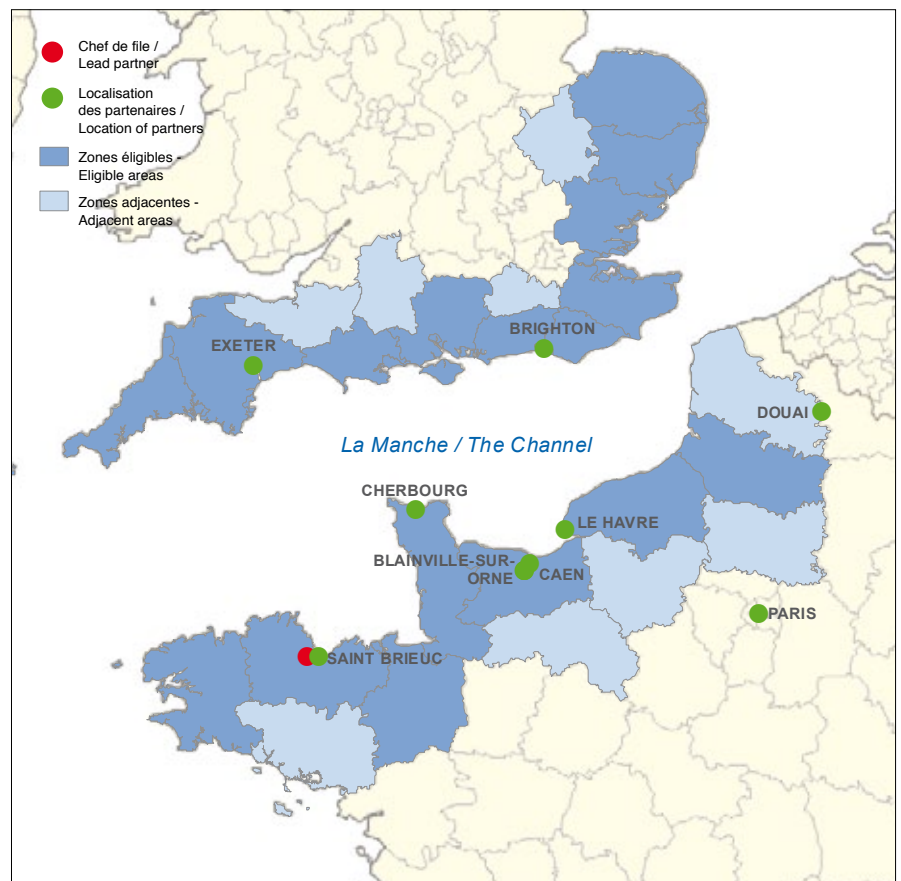 Chef de file /
Lead partner
Localisation
des partenaires /
Location of partners
Zones éligibles -
Eligible areas
Zones adjacentes -
Adjacent areas
BRIGHTON
EXETER
DOUAI
La Manche / The Channel
CHERBOURG
LE HAVRE
BLAINVILLE-SUR-
ORNE
CAEN
PARIS
SAINT BRIEUC